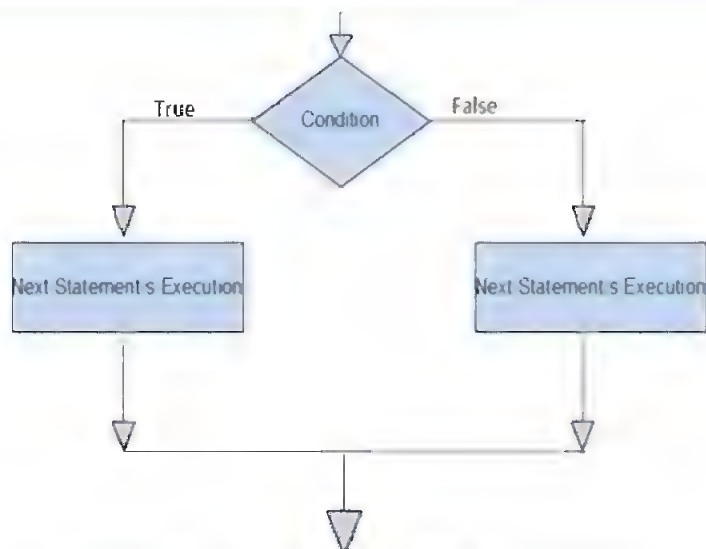 True
False
Condition
Next Statement's Execution
Next Statement's Execution